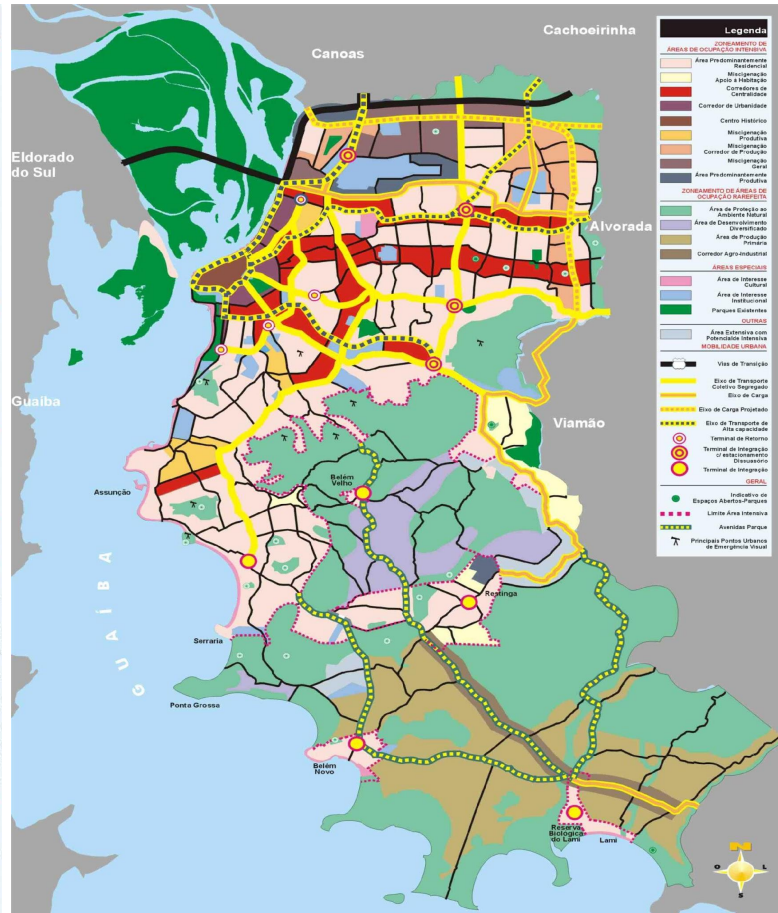 Cachoeirinha
Canoas
Eldorado
do Sul
Alvorada
Guaíba
Viamão
Assunção
Belém
Velho
GUAÍBA
Restinga
Serraria
Ponta Grossa
Belém
Novo
Reserva
Biológica
do Lami
Lami
Legenda
ZONEAMENTO DE
ÁREAS DE OCUPAÇÃO INTENSIVA
Área Predominantemente
Residencial
Miscigenação
Apoio à Habitação
Corredores de
Centralidade
Corredor de Urbanidade
Centro Histórico
Miscigenação
Produtiva
Miscigenação
Corredor de Produção
Miscigenação
Geral
Área Predominantemente
Produtiva
ZONEAMENTO DE ÁREAS DE
OCUPAÇÃO RAREFEITA
Área de Proteção ao
Ambiente Natural
Área de Desenvolvimento
Diversificado
Área de Produção
Primária
Corredor Agro-Industrial
ÁREAS ESPECIAIS
Área de Interesse
Cultural
Área de Interesse
Institucional
Parques Existentes
OUTRAS
Área Extensiva com
Potencialide Intensiva
MOBILIDADE URBANA
Vias de Transição
Eixo de Transporte
Coletivo Segregado
Eixo de Carga
Eixo de Carga Projetado
Eixo de Transporte de
Alta capacidade
Terminal de Retorno
Terminal de Integração
c/ estacionamento
Dissuasório
Terminal de Integração
GERAL
Indicativo de
Espaços Abertos-Parques
Limite Área Intensiva
Avenidas Parque
Principais Pontos Urbanos
de Emergência Visual
N
O
L
S